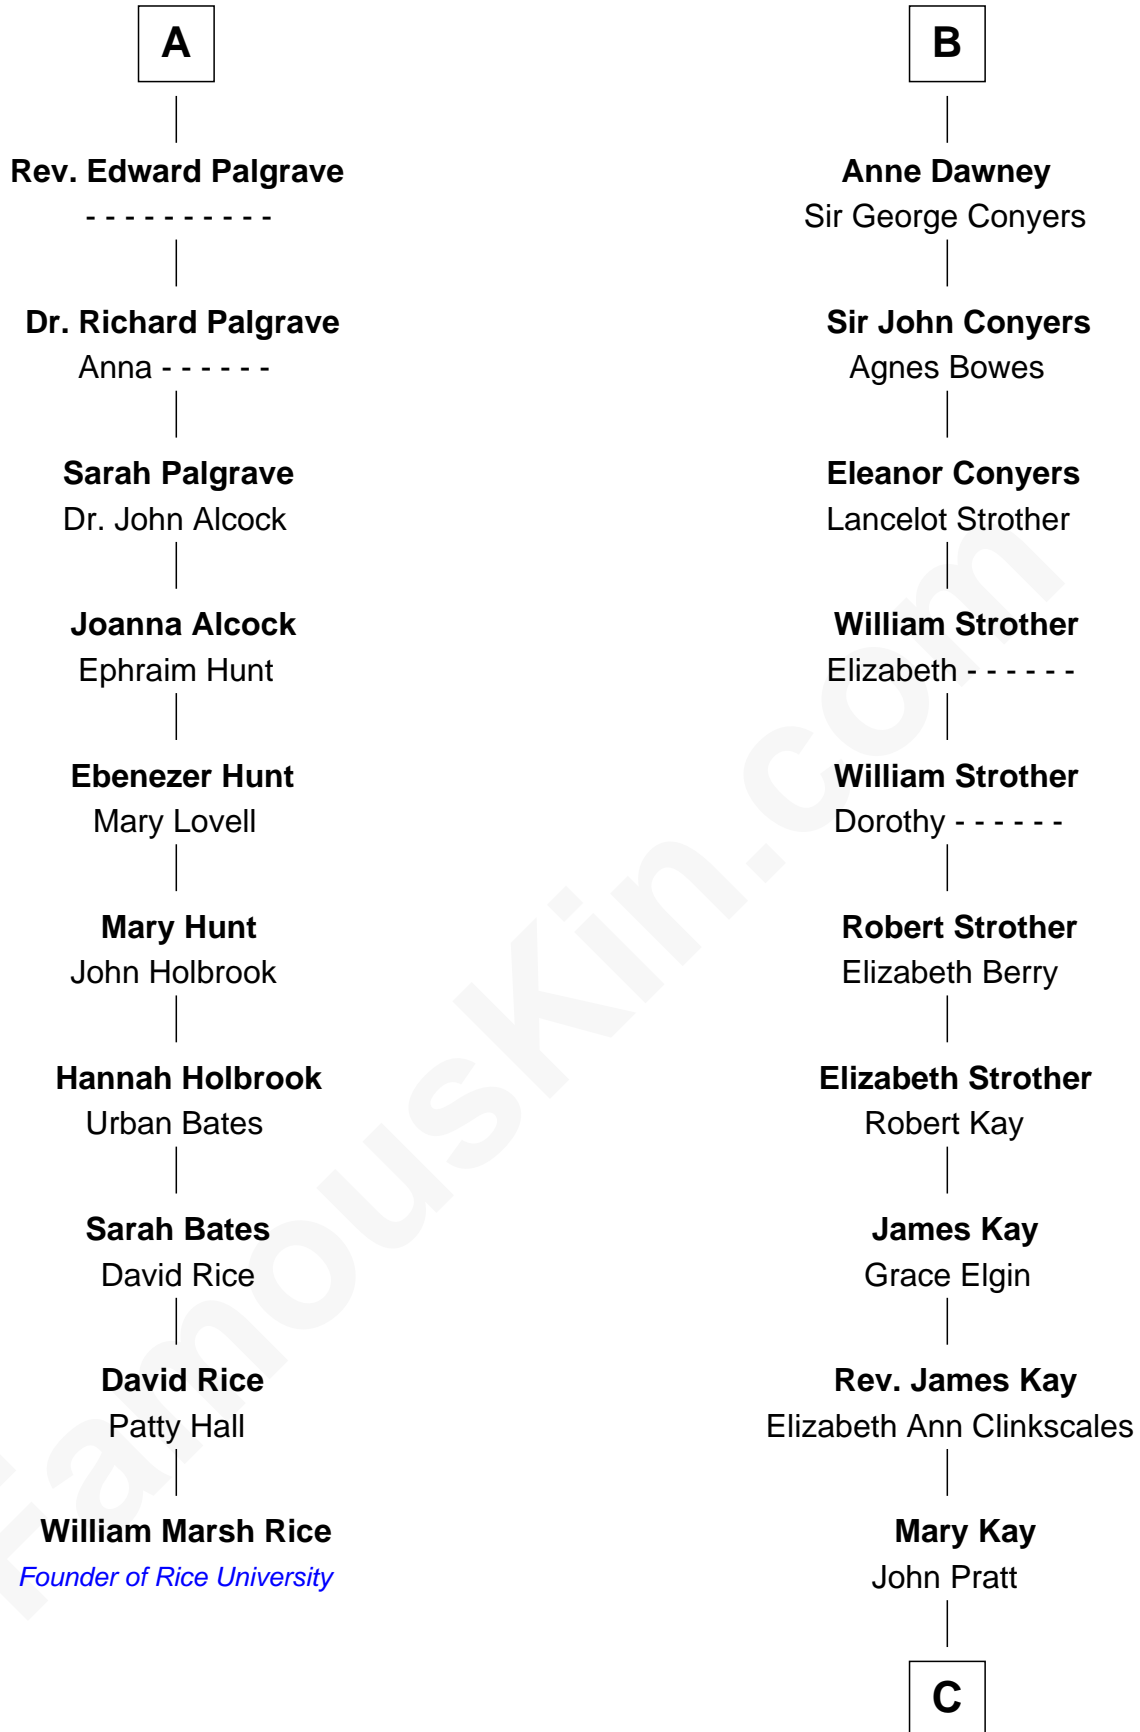 A
Rev. Edward Palgrave
- - - - - - - - - -
Dr. Richard Palgrave
Anna - - - - - -
Sarah Palgrave
Dr. John Alcock
Joanna Alcock
Ephraim Hunt
Ebenezer Hunt
Mary Lovell
Mary Hunt
John Holbrook
Hannah Holbrook
Urban Bates
Sarah Bates
David Rice
David Rice
Patty Hall
William Marsh Rice
Founder of Rice University
B
Anne Dawney
Sir George Conyers
Sir John Conyers
Agnes Bowes
Eleanor Conyers
Lancelot Strother
William Strother
Elizabeth - - - - - -
William Strother
Dorothy - - - - - -
Robert Strother
Elizabeth Berry
Elizabeth Strother
Robert Kay
James Kay
Grace Elgin
Rev. James Kay
Elizabeth Ann Clinkscales
Mary Kay
John Pratt
C
FamousKin.com